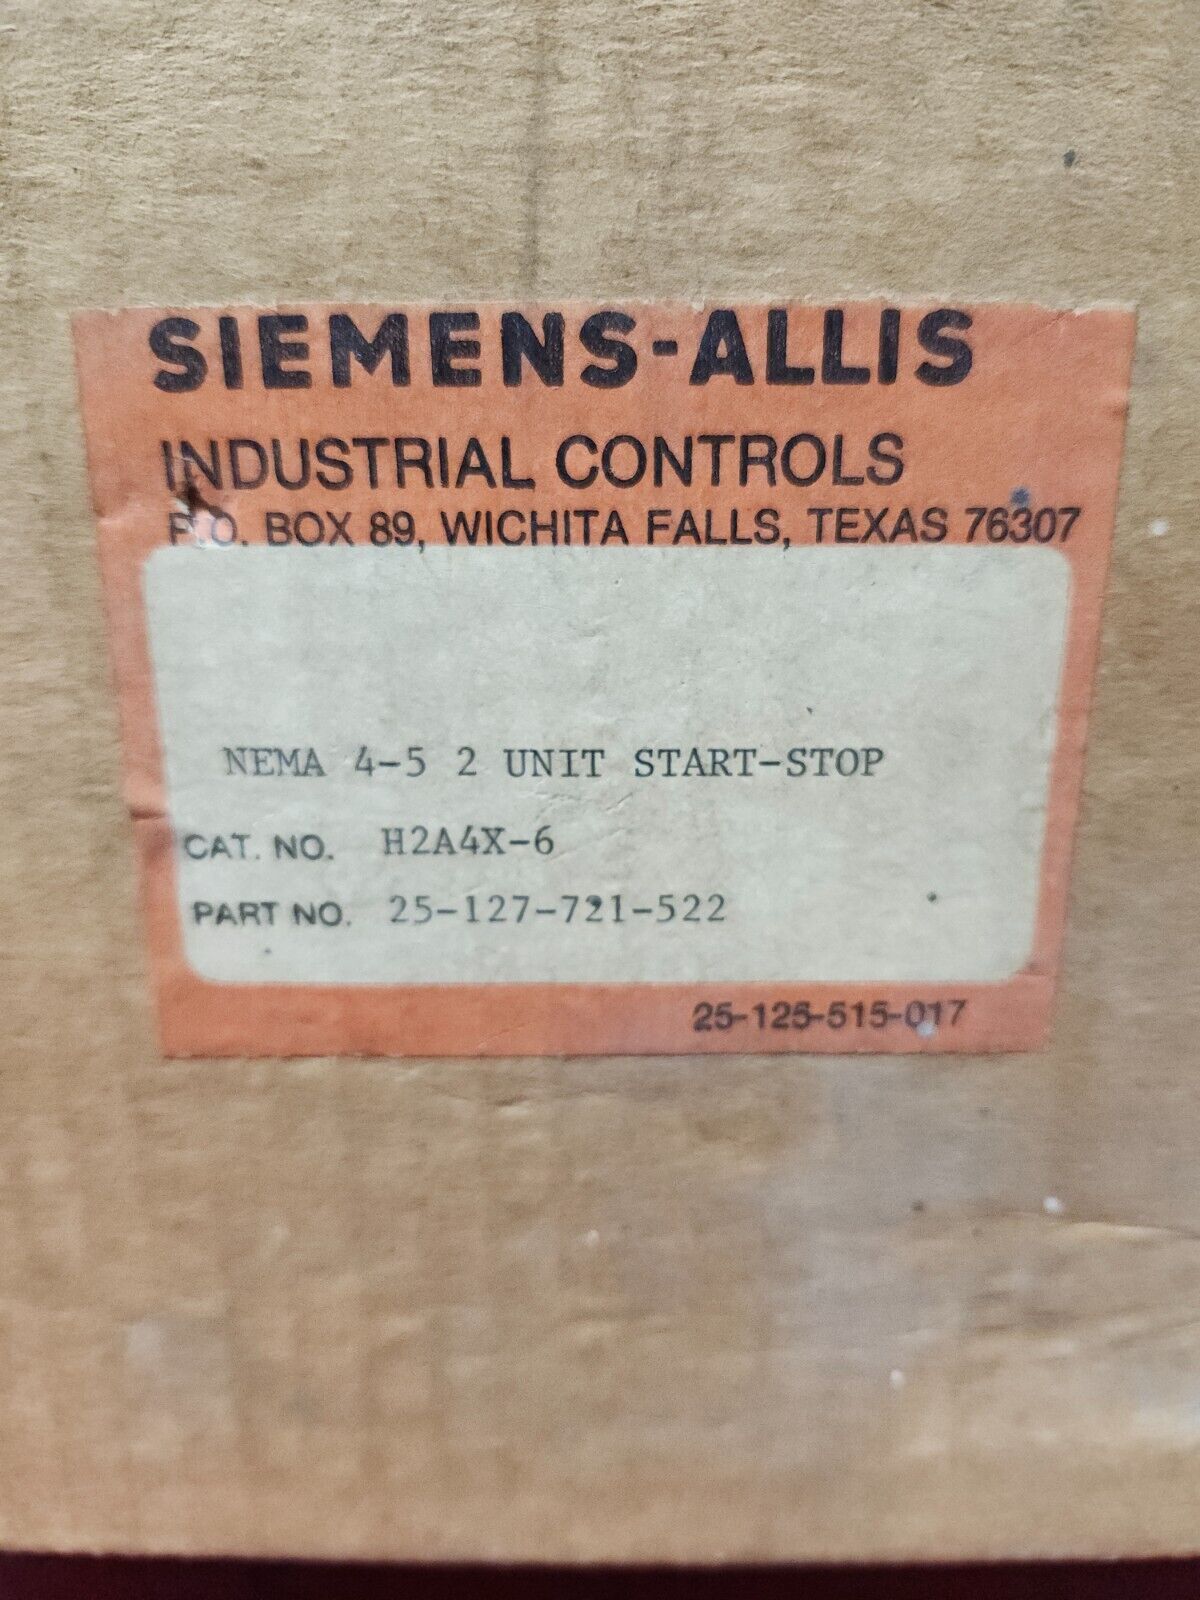 SIEMENS-ALLIS
INDUSTRIAL CONTROLS
P.O. BOX 89, WICHITA FALLS, TEXAS 76307
NEMA 4-5 2 UNIT START-STOP
CAT. NO. H2A4X-6
PART NO. 25-127-721-522
25-125-515-017